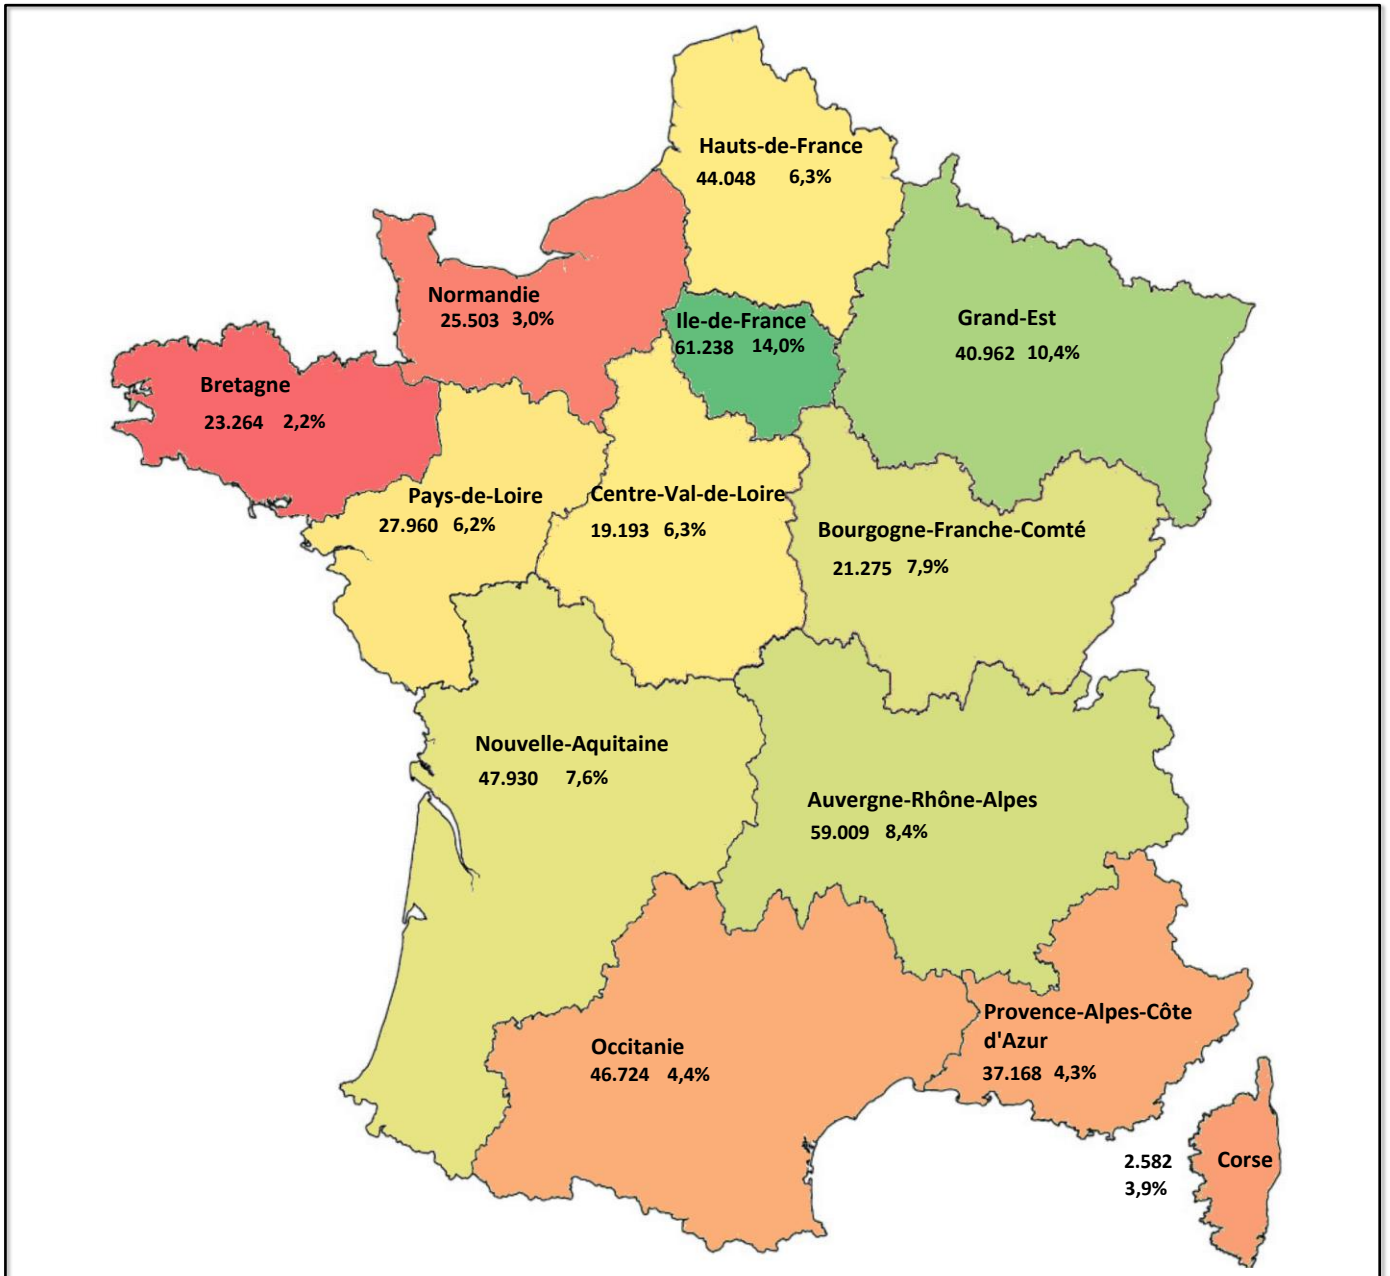 Hauts-de-France
44.048 6,3%
Normandie
25.503 3,0%
Ile-de-France
61.238 14,0%
Grand-Est
40.962 10,4%
Bretagne
23.264 2,2%
Pays-de-Loire
27.960 6,2%
Centre-Val-de-Loire
19.193 6,3%
Bourgogne-Franche-Comté
21.275 7,9%
Nouvelle-Aquitaine
47.930 7,6%
Auvergne-Rhône-Alpes
59.009 8,4%
Occitanie
46.724 4,4%
Provence-Alpes-Côte
d'Azur
37.168 4,3%
Corse
2.582
3,9%